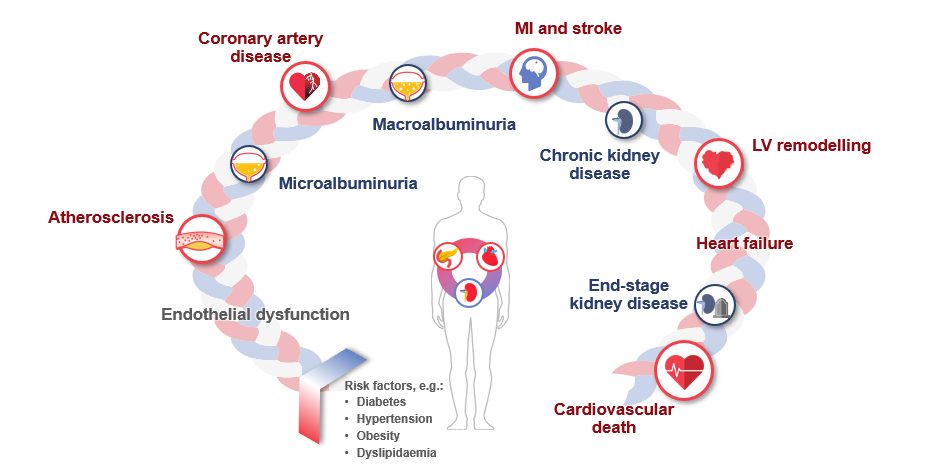 MI and stroke
Coronary artery
disease
Macroalbuminuria
Chronic kidney
disease
LV remodelling
Microalbuminuria
Atherosclerosis
Heart failure
End-stage
kidney disease
Endothelial dysfunction
Risk factors, e.g.:
• Diabetes
• Hypertension
• Obesity
• Dyslipidaemia
Cardiovascular
death